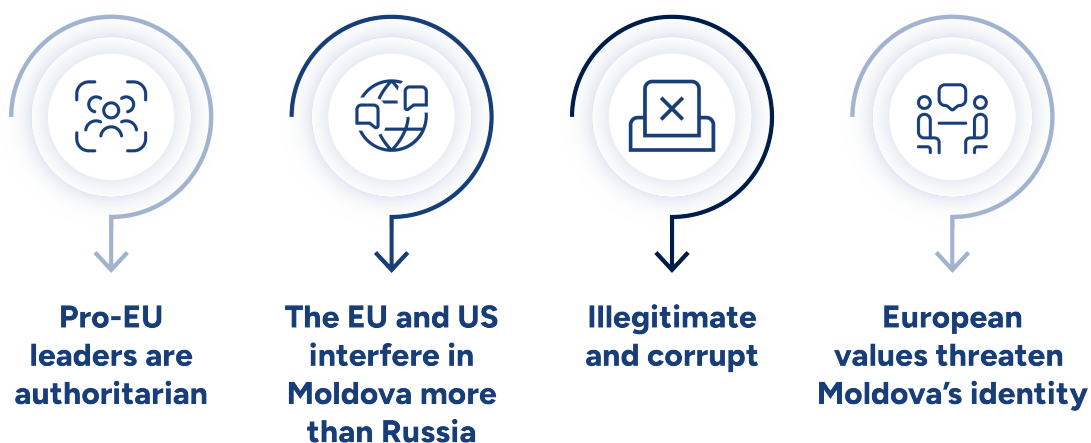 Pro-EU
leaders are
authoritarian
The EU and US
interfere in
Moldova more
than Russia
Illegitimate
and corrupt
European
values threaten
Moldova’s identity